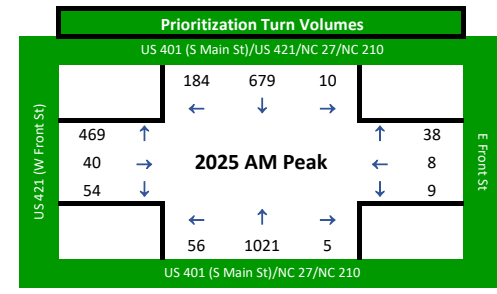 Prioritization Turn Volumes
US 401 (S Main St)/US 421/NC 27/NC 210
184 679 10
← ↓ →
US 421 (W Front St)
469 ↑ ↑ 38
40 → 2025 AM Peak ← 8
54 ↓ ↓ 9
E Front St
← ↑ →
56 1021 5
US 401 (S Main St)/NC 27/NC 210